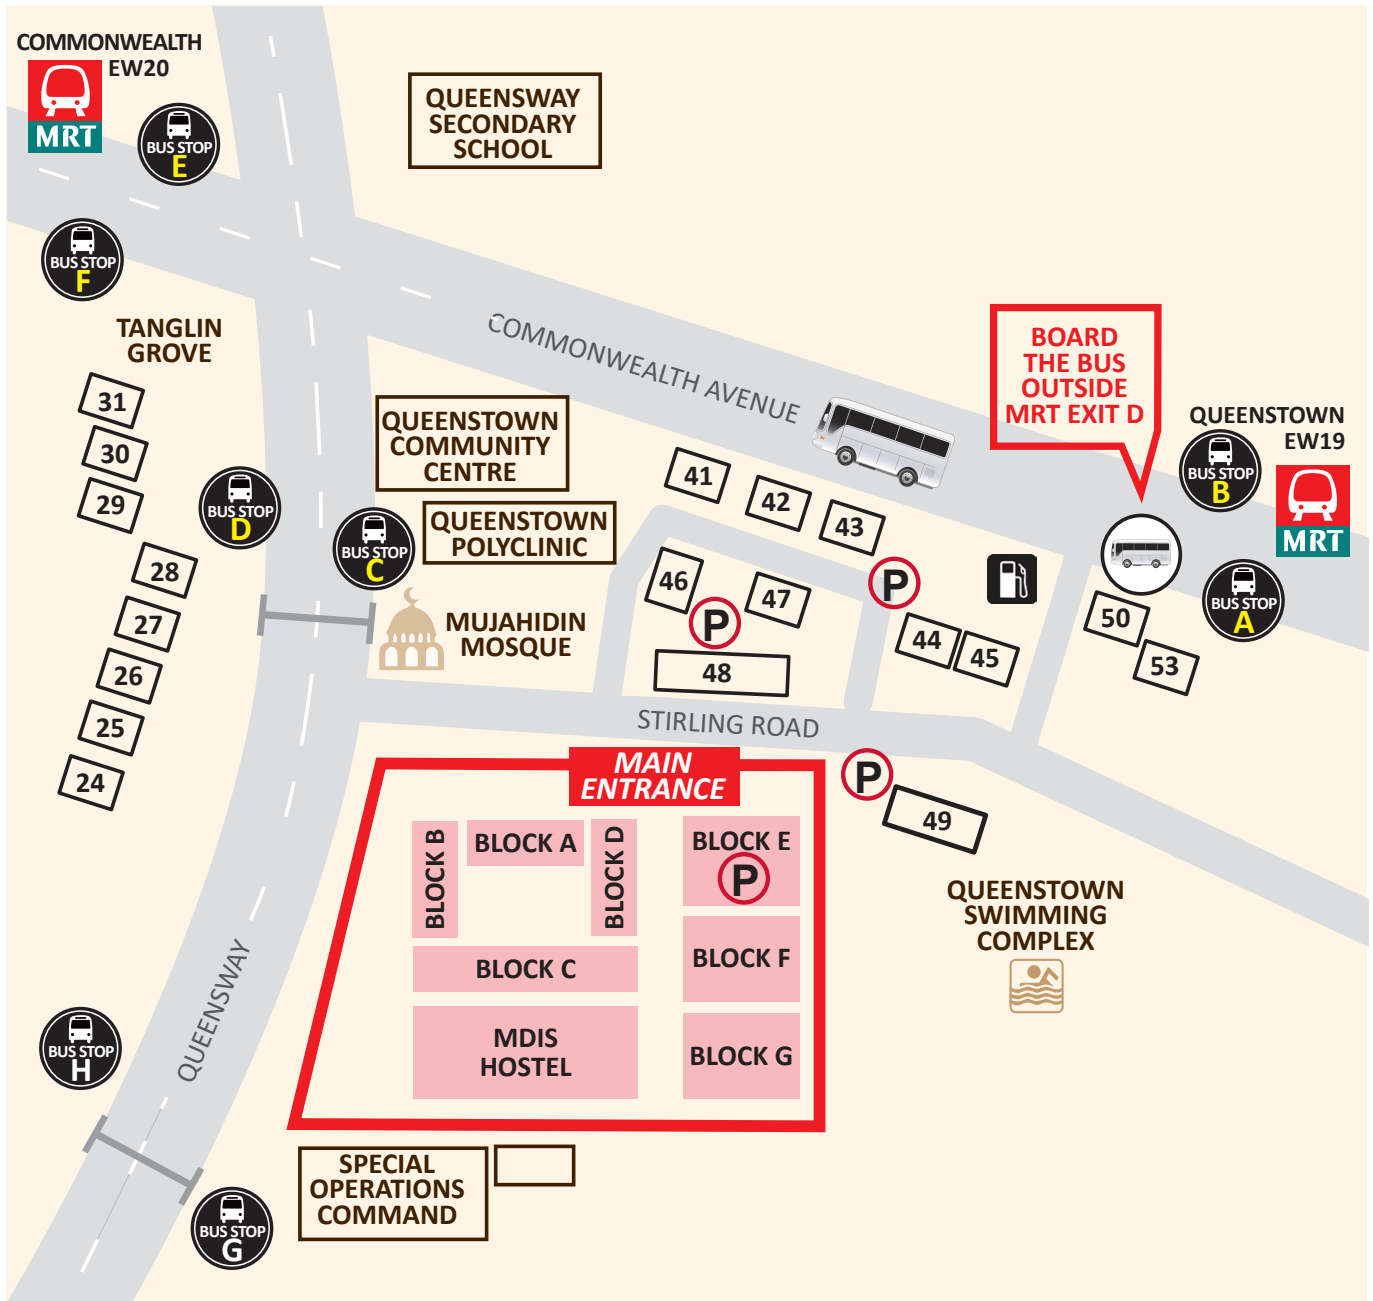 COMMONWEALTH
EW20
MRT
BUS STOP
E
QUEENSWAY
SECONDARY
SCHOOL
BUS STOP
F
TANGLIN
GROVE
31
30
29
28
27
26
25
24
BUS STOP
D
COMMONWEALTH AVENUE
QUEENSTOWN
COMMUNITY
CENTRE
QUEENSTOWN
POLYCLINIC
BUS STOP
C
MUJAHIDIN
MOSQUE
BOARD
THE BUS
OUTSIDE
MRT EXIT D
QUEENSTOWN
EW19
MRT
BUS STOP
B
BUS STOP
A
41
42
43
46
47
P
P
48
44
45
50
53
STIRLING ROAD
MAIN
ENTRANCE
P
49
BLOCK B
BLOCK A
BLOCK D
BLOCK E
P
BLOCK C
BLOCK F
MDIS
HOSTEL
BLOCK G
QUEENSTOWN
SWIMMING
COMPLEX
QUEENSWAY
BUS STOP
H
BUS STOP
G
SPECIAL
OPERATIONS
COMMAND